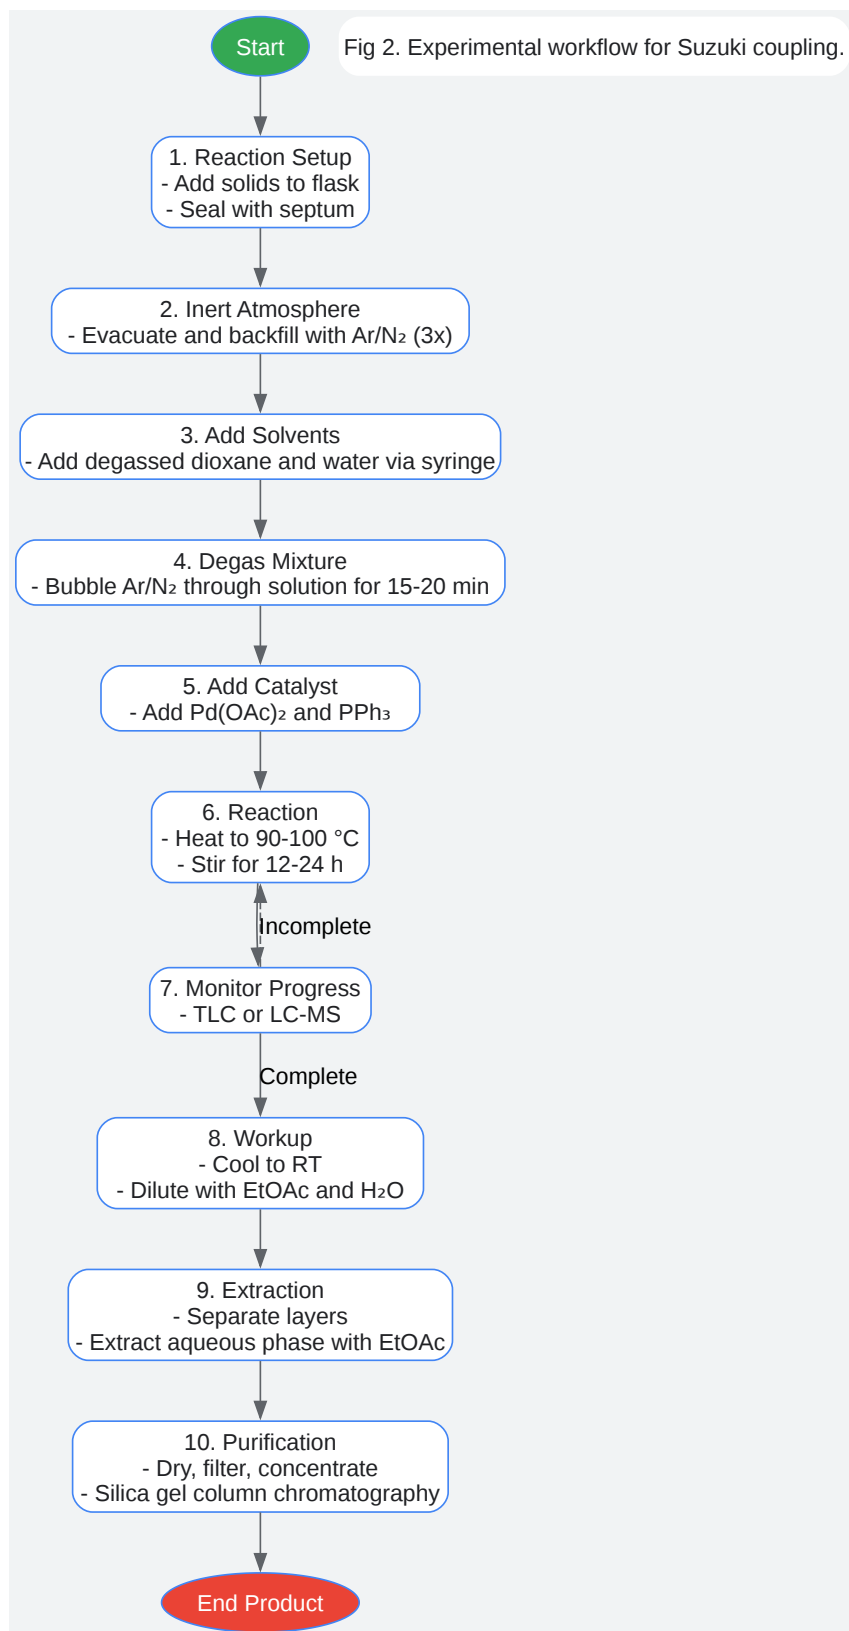 Start
Fig 2. Experimental workflow for Suzuki coupling.
1. Reaction Setup
- Add solids to flask
- Seal with septum
2. Inert Atmosphere
- Evacuate and backfill with Ar/N₂ (3x)
3. Add Solvents
- Add degassed dioxane and water via syringe
4. Degas Mixture
- Bubble Ar/N₂ through solution for 15-20 min
5. Add Catalyst
- Add Pd(OAc)₂ and PPh₃
6. Reaction
- Heat to 90-100 °C
- Stir for 12-24 h
Incomplete
7. Monitor Progress
- TLC or LC-MS
Complete
8. Workup
- Cool to RT
- Dilute with EtOAc and H₂O
9. Extraction
- Separate layers
- Extract aqueous phase with EtOAc
10. Purification
- Dry, filter, concentrate
- Silica gel column chromatography
End Product